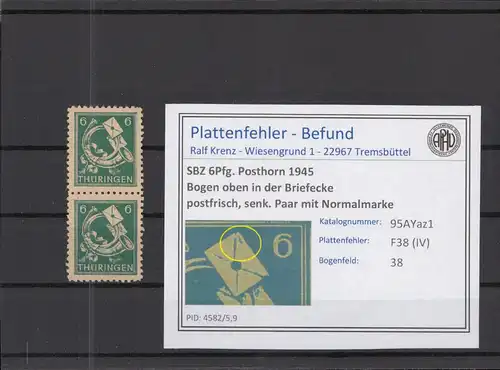 6 6
THÜRINGEN
6 6
THÜRINGEN
Plattenfehler - Befund
Ralf Krenz - Wiesengrund 1 - 22967 Tremsbüttel
SBZ 6Pfg. Posthorn 1945
Bogen oben in der Briefecke
postfrisch, senk. Paar mit Normalmarke
Katalognummer: 95AYaz1
Plattenfehler: F38 (IV)
Bogenfeld: 38
6
PID: 4582/5,9